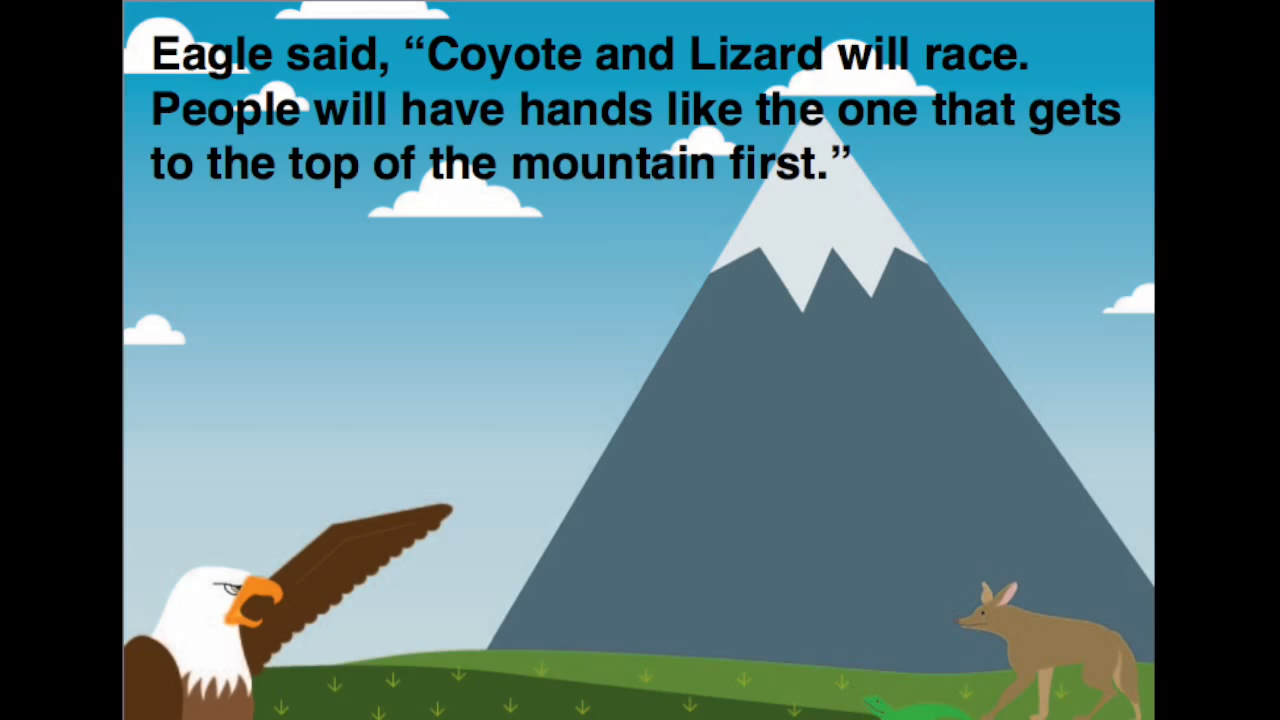 Eagle said, “Coyote and Lizard will race.
People will have hands like the one that gets
to the top of the mountain first.”